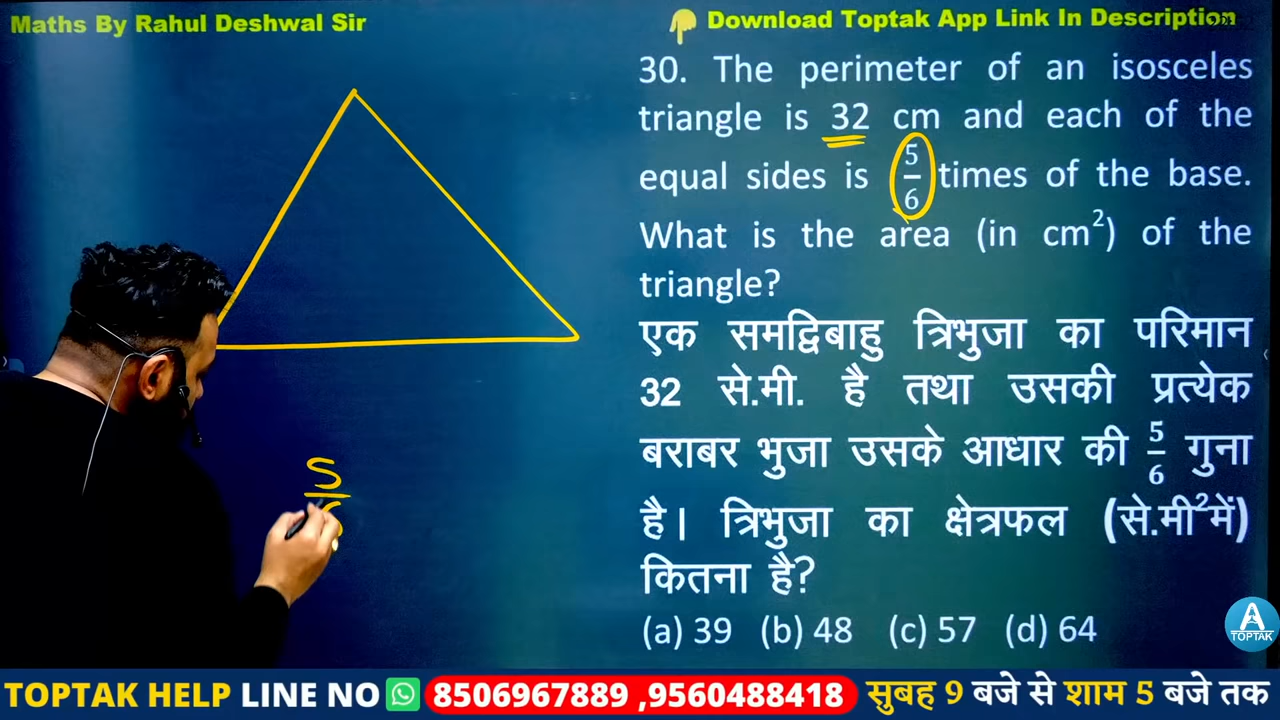 Maths By Rahul Deshwal Sir
Download Toptak App Link In Description
30. The perimeter of an isosceles
triangle is 32 cm and each of the
equal sides is 5/6 times of the base.
What is the area (in cm²) of the
triangle?
एक समद्विबाहु त्रिभुजा का परिमान
32 से.मी. है तथा उसकी प्रत्येक
बराबर भुजा उसके आधार की 5/6 गुना
है। त्रिभुजा का क्षेत्रफल (से.मी²में)
कितना है?
(a) 39 (b) 48 (c) 57 (d) 64
S
A
TOPTAK
TOPTAK HELP LINE NO 8506967889 ,9560488418 सुबह 9 बजे से शाम 5 बजे तक